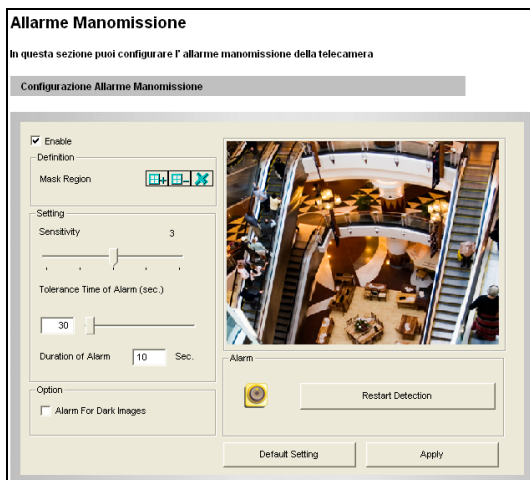 Allarme Manomissione
In questa sezione puoi configurare l' allarme manomissione della telecamera
Configurazione Allarme Manomissione
Enable
Definition
Mask Region
Setting
Sensitivity 3
Tolerance Time of Alarm (sec.)
30
Duration of Alarm 10 Sec.
Option
Alarm For Dark Images
Alarm
Restart Detection
Default Setting Apply